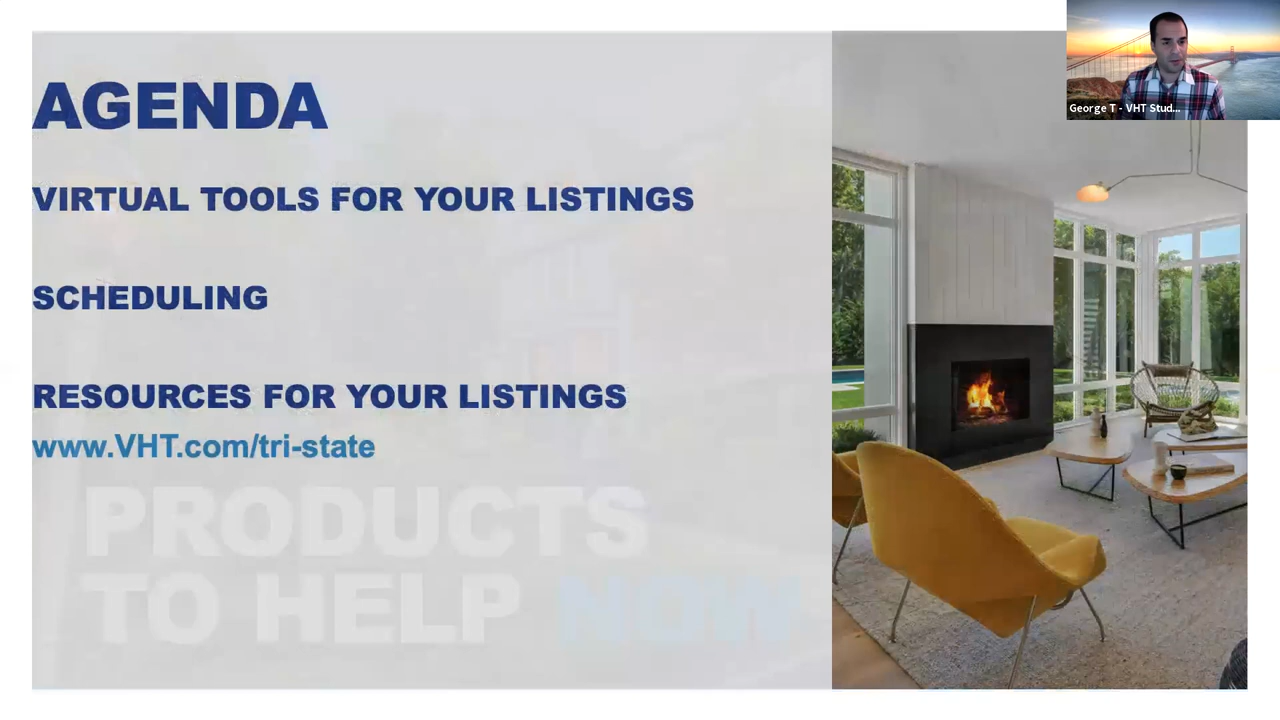 AGENDA
VIRTUAL TOOLS FOR YOUR LISTINGS
SCHEDULING
RESOURCES FOR YOUR LISTINGS
www.VHT.com/tri-state
PRODUCTS
TO HELP NOW
George T - VHT Stud...